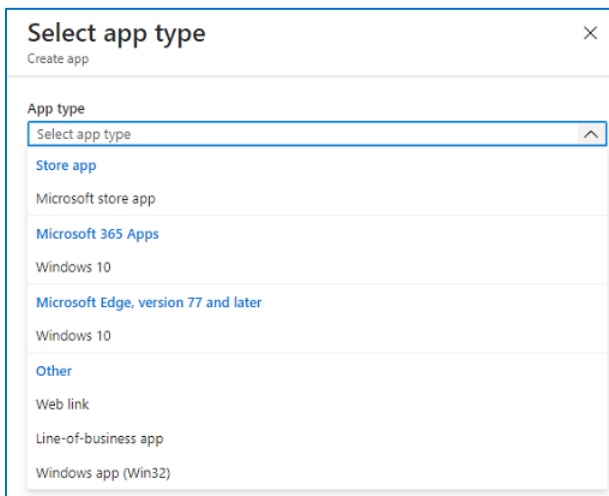 Select app type
Create app
App type
Select app type
Store app
Microsoft store app
Microsoft 365 Apps
Windows 10
Microsoft Edge, version 77 and later
Windows 10
Other
Web link
Line-of-business app
Windows app (Win32)